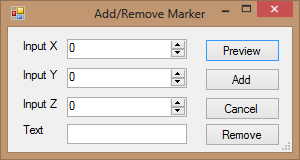 Add/Remove Marker
Input X 0 Preview
Input Y 0 Add
Input Z 0 Cancel
Text Remove